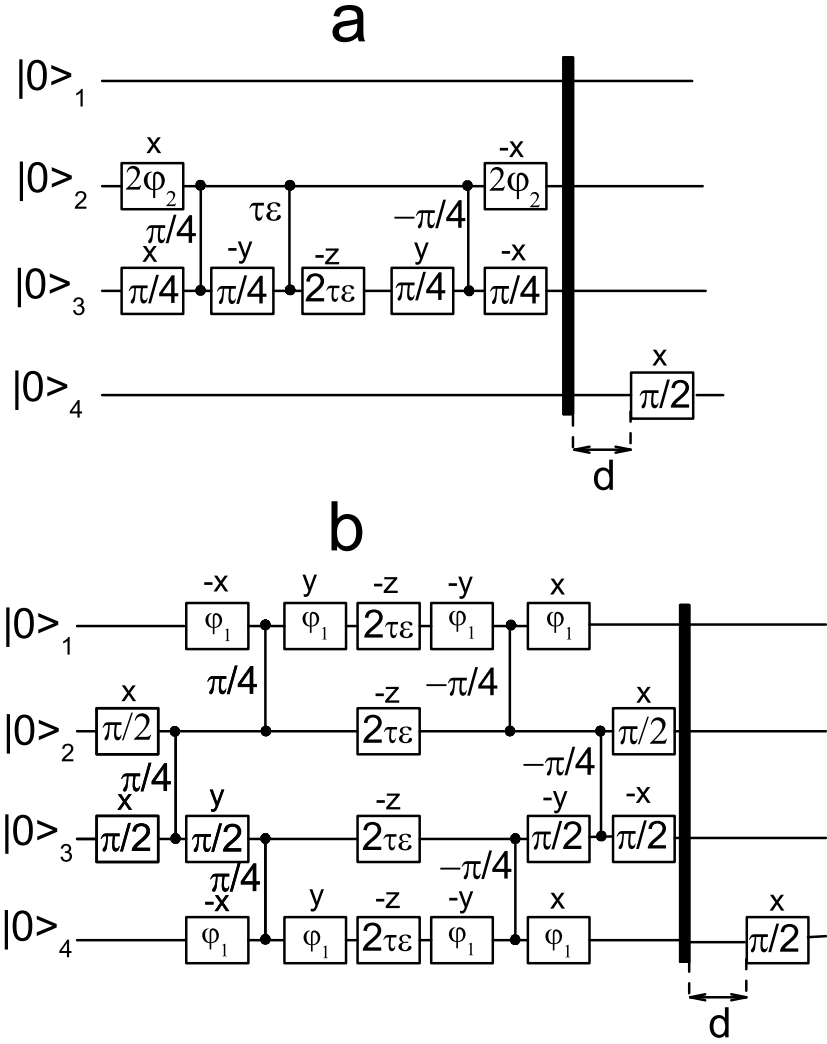 a
|0>₁
x -x
|0>₂ 2φ₂ 2φ₂
π/4 τε −π/4
x -y -z y -x
|0>₃ π/4 π/4 2τε π/4 π/4
x
|0>₄ π/2
d
b
-x y -z -y x
|0>₁ φ₁ φ₁ 2τε φ₁ φ₁
π/4 −π/4
x -z x
|0>₂ π/2 2τε π/2
π/4 −π/4
x y -z -y -x
|0>₃ π/2 π/2 2τε π/2 π/2
π/4 −π/4
-x y -z -y x x
|0>₄ φ₁ φ₁ 2τε φ₁ φ₁ π/2
d